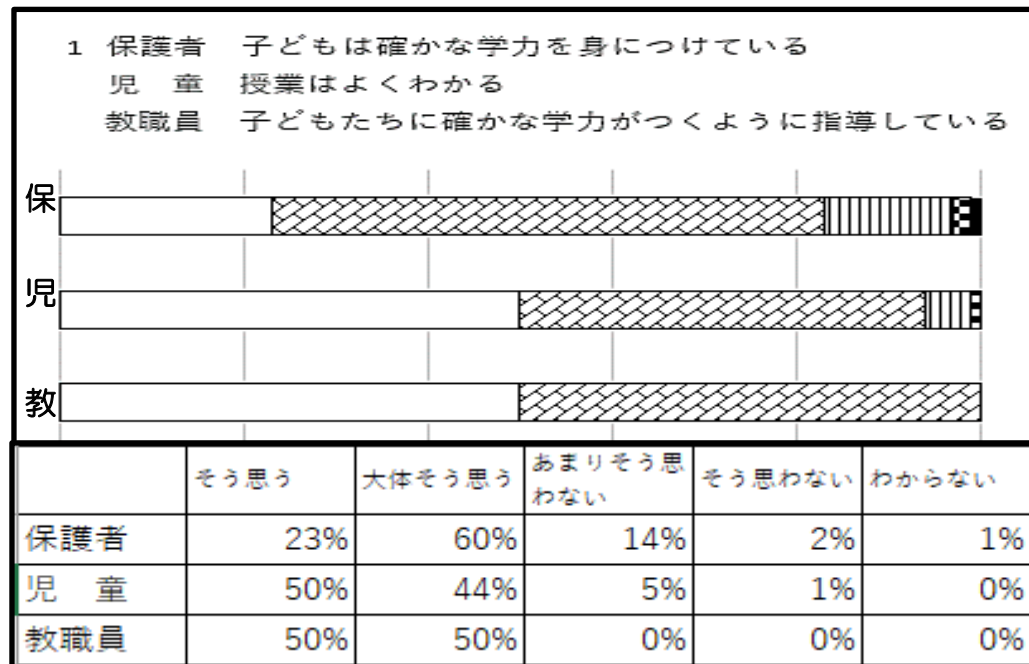 1 保護者 子どもは確かな学力を身につけている
児 童 授業はよくわかる
教職員 子どもたちに確かな学力がつくように指導している
保
児
教
そう思う 大体そう思う あまりそう思わない そう思わない わからない
保護者 23% 60% 14% 2% 1%
児 童 50% 44% 5% 1% 0%
教職員 50% 50% 0% 0% 0%